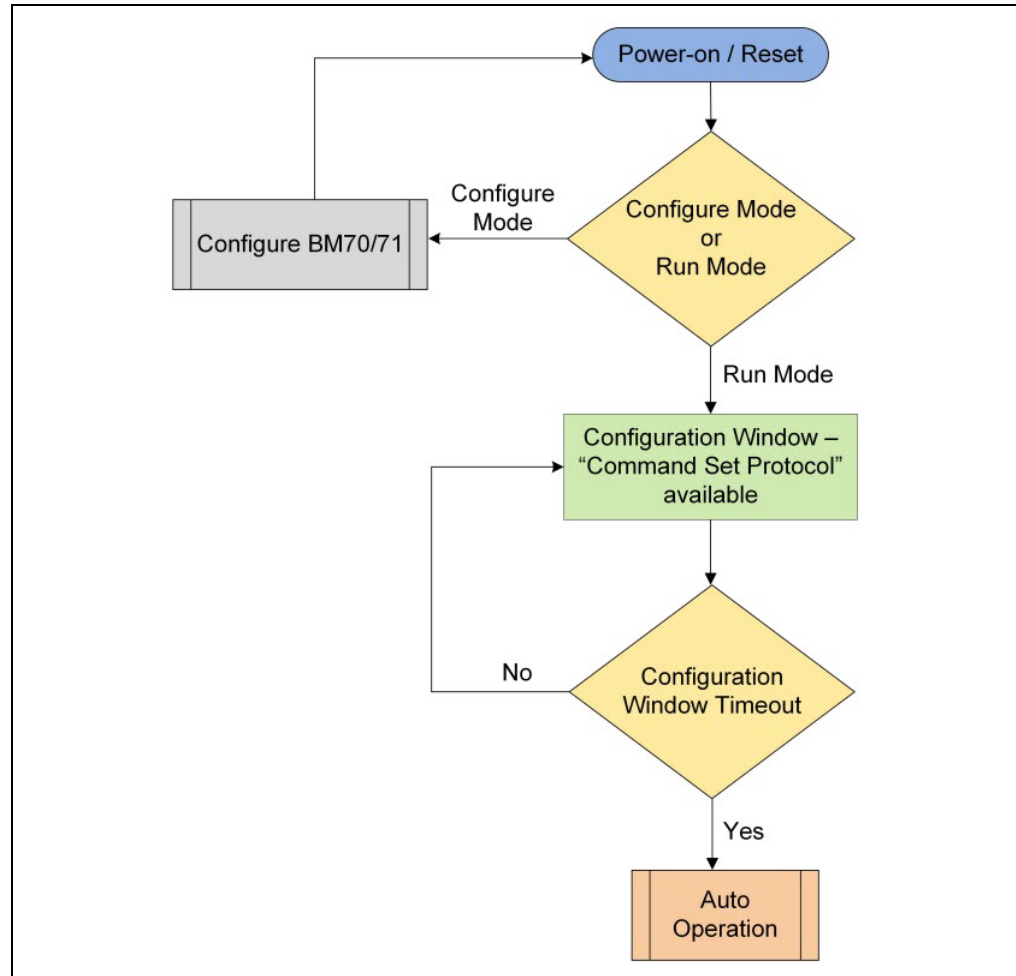 Power-on / Reset
Configure
Mode
Configure BM70/71
Configure Mode
or
Run Mode
Run Mode
Configuration Window –
“Command Set Protocol”
available
No
Configuration
Window Timeout
Yes
Auto
Operation